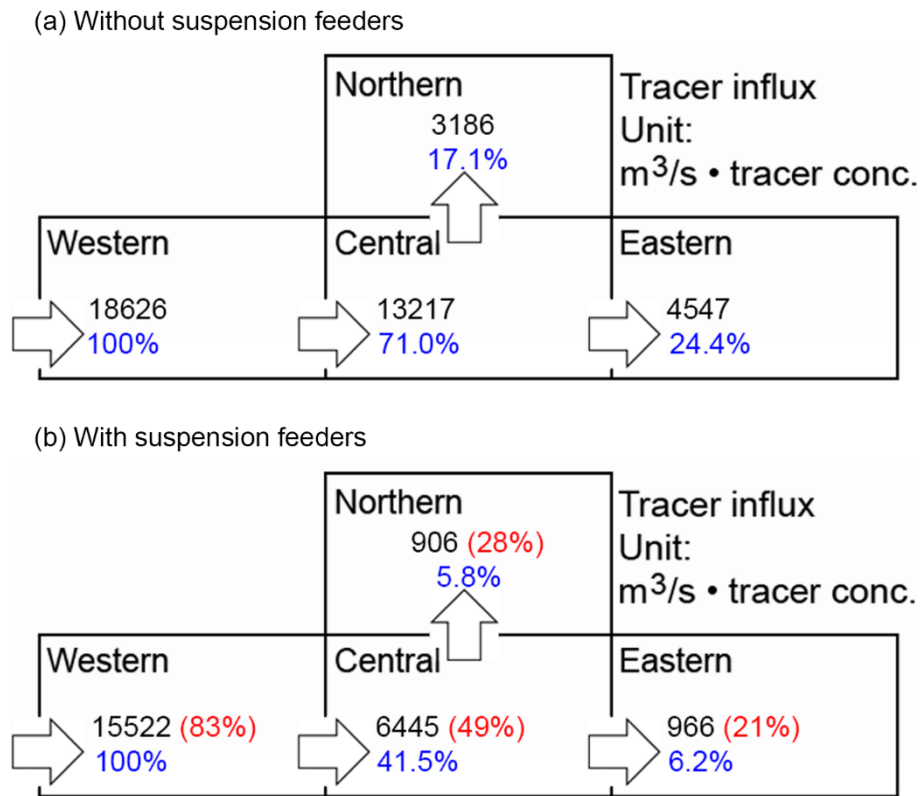 (a) Without suspension feeders
Northern
3186
17.1%
Tracer influx
Unit:
m³/s • tracer conc.
Western
18626
100%
Central
13217
71.0%
Eastern
4547
24.4%
(b) With suspension feeders
Northern
906 (28%)
5.8%
Tracer influx
Unit:
m³/s • tracer conc.
Western
15522 (83%)
100%
Central
6445 (49%)
41.5%
Eastern
966 (21%)
6.2%